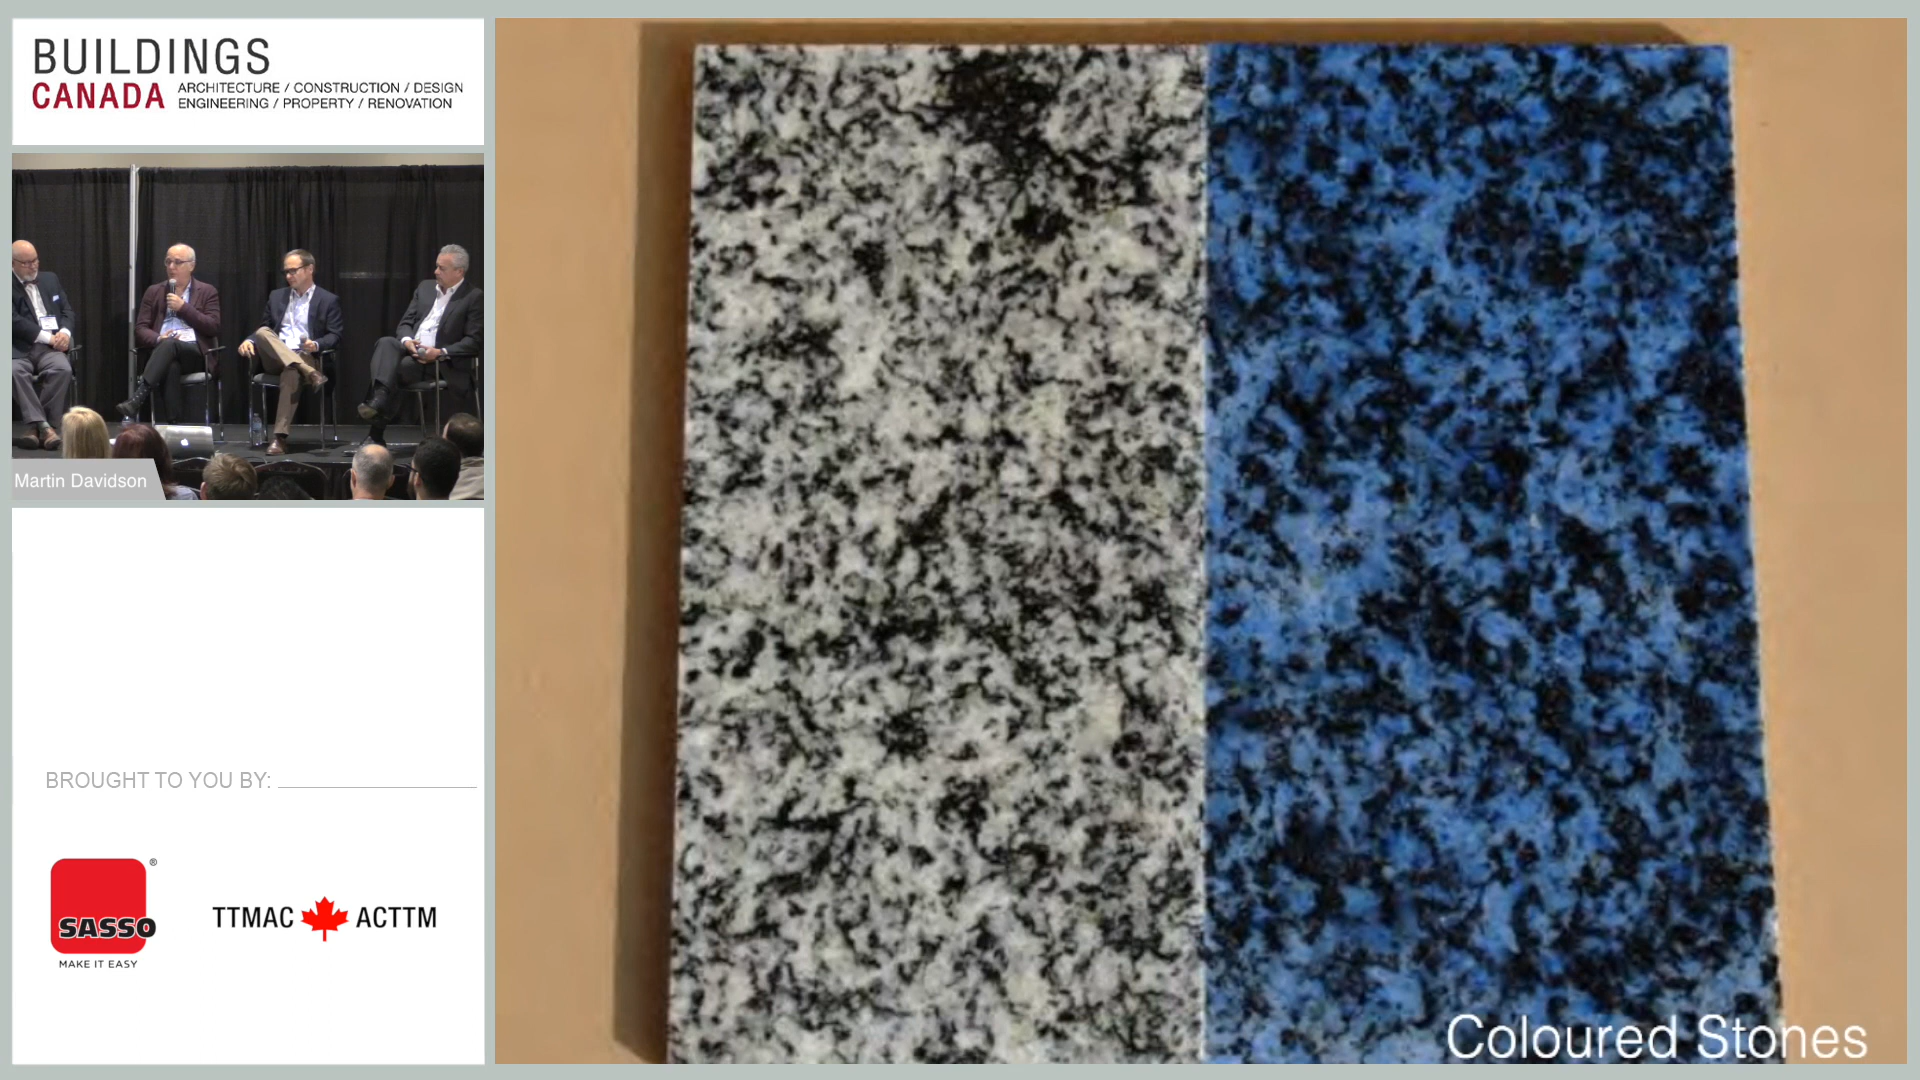 BUILDINGS
CANADA
ARCHITECTURE / CONSTRUCTION / DESIGN
ENGINEERING / PROPERTY / RENOVATION
Martin Davidson
BROUGHT TO YOU BY:
SASSO®
MAKE IT EASY
TTMAC ACTTM
Coloured Stones